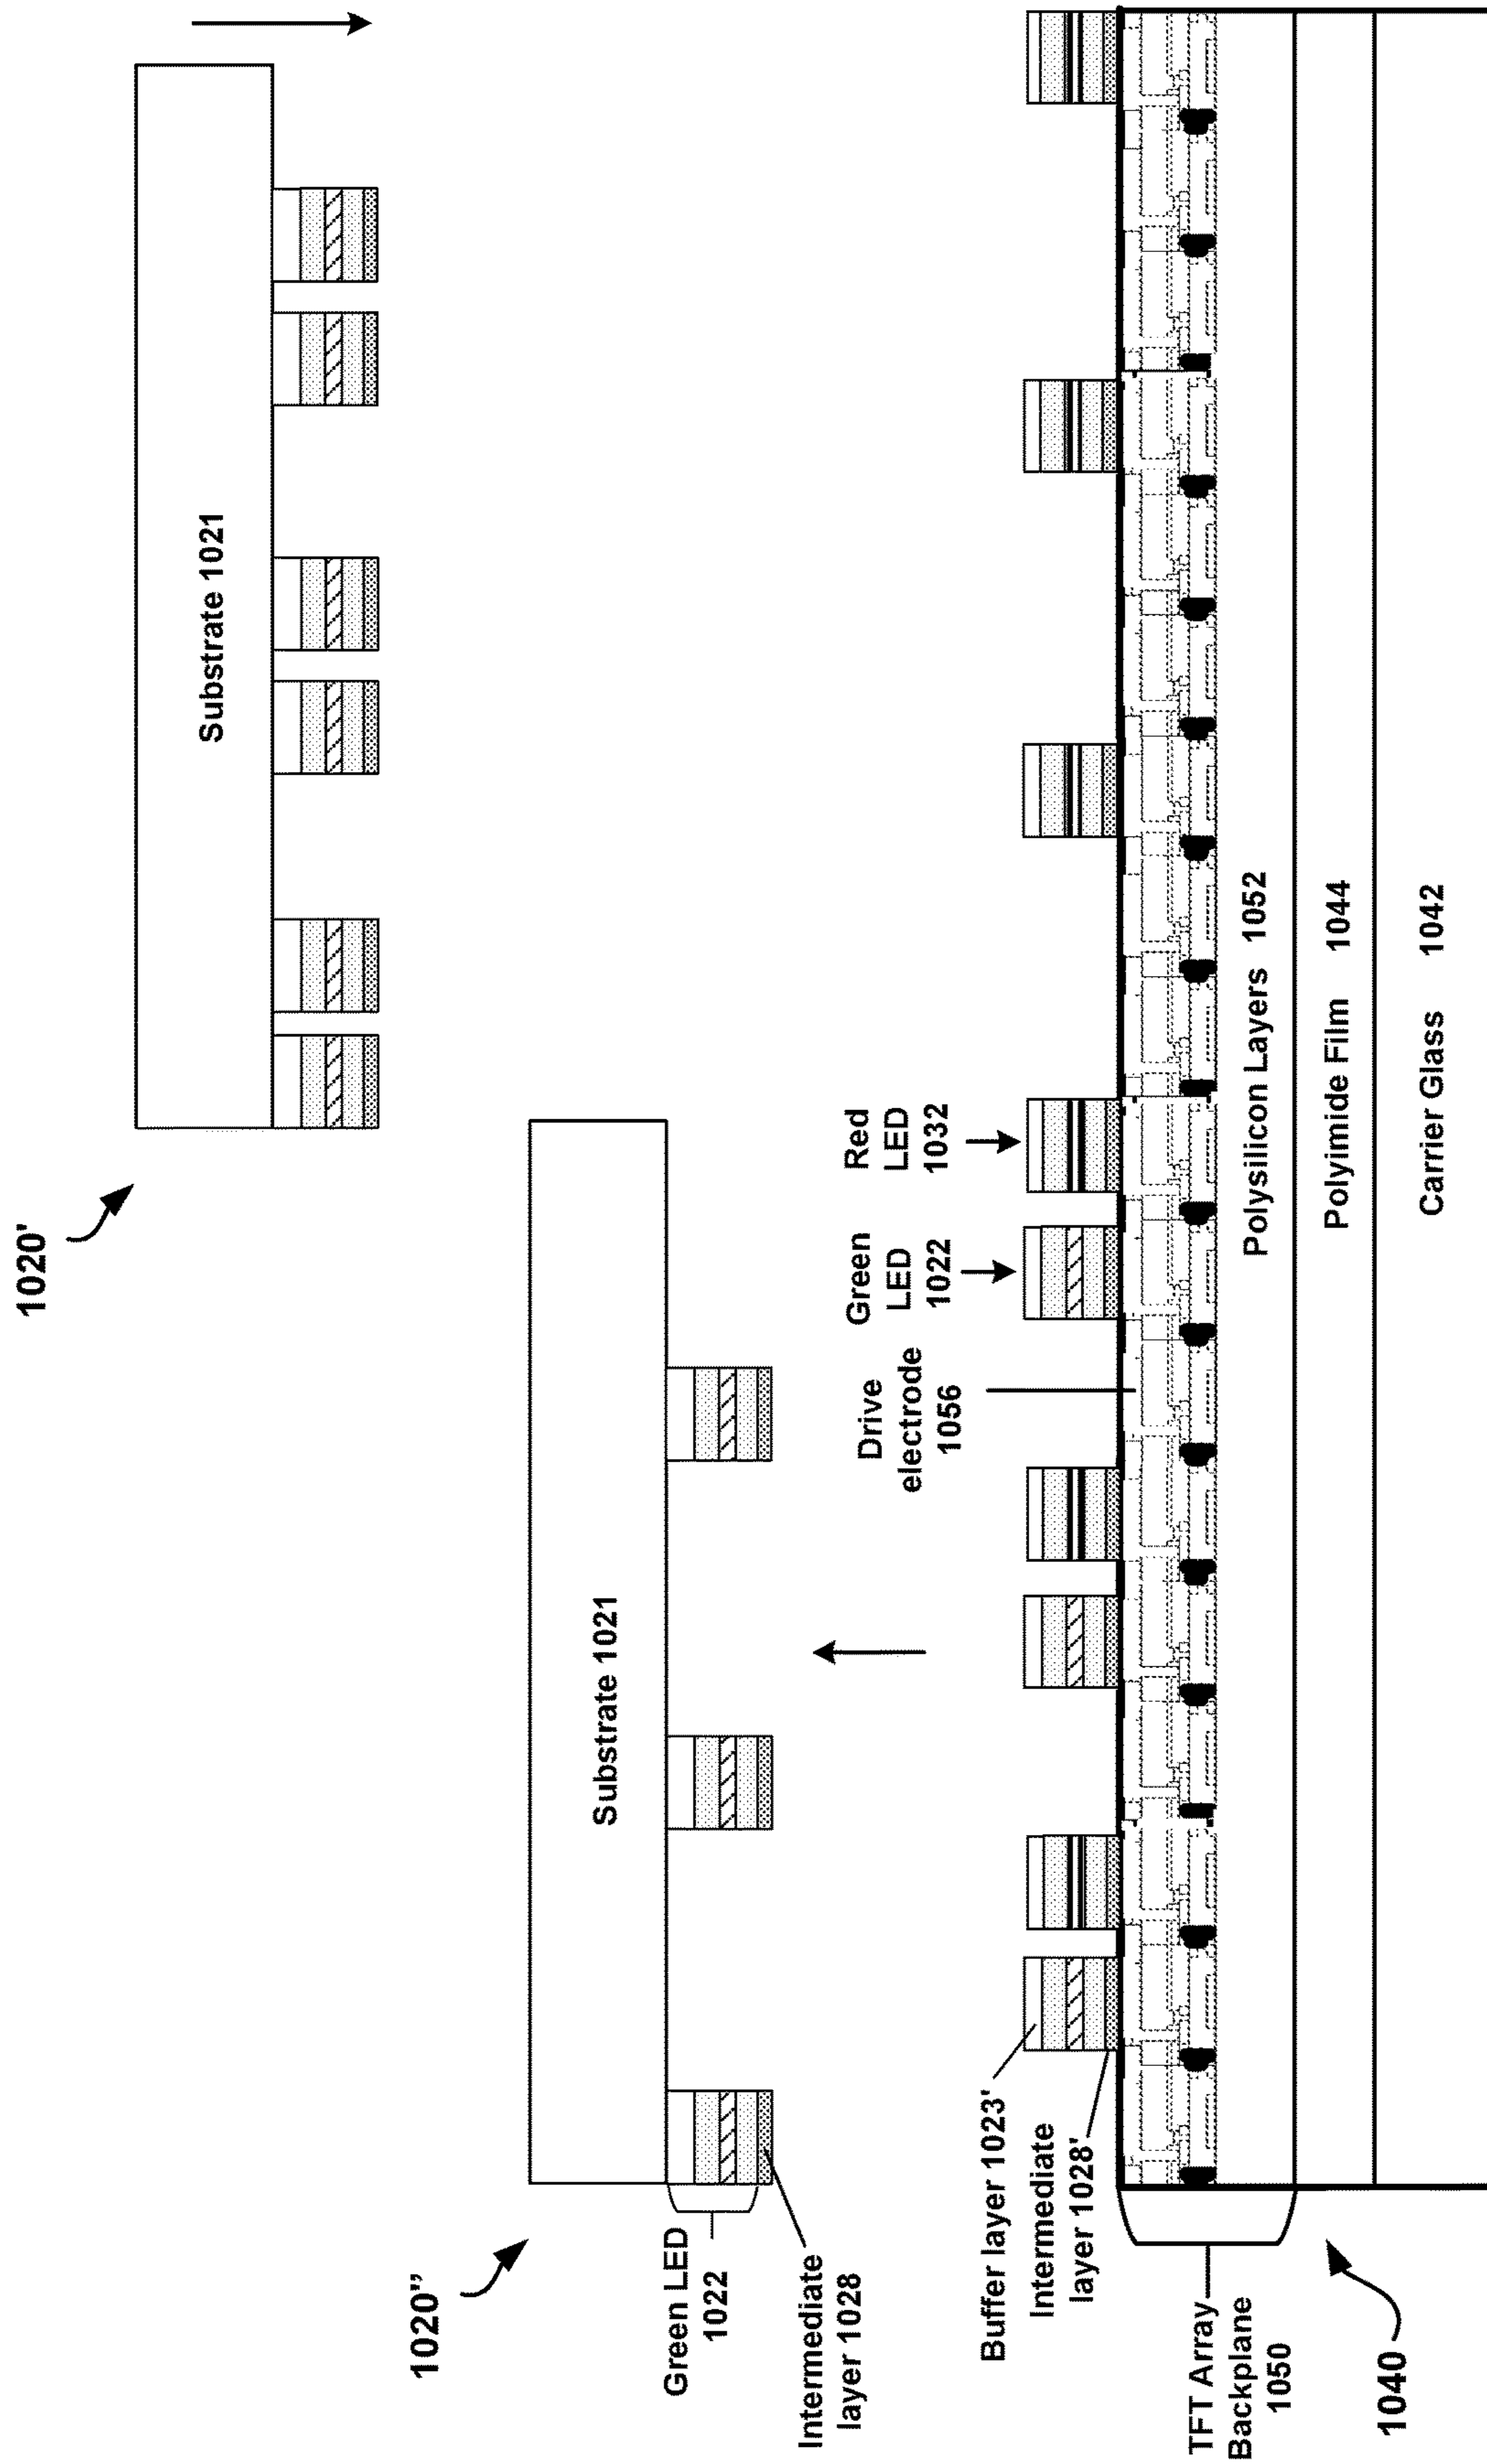 1020'
Substrate 1021
1020”
Substrate 1021
Green LED
1022
Intermediate
layer 1028
Drive
electrode
1056
Green
LED
1022
Red
LED
1032
Buffer layer 1023'
Intermediate
layer 1028'
TFT Array
Backplane
1050
Polysilicon Layers 1052
Polyimide Film 1044
Carrier Glass 1042
1040